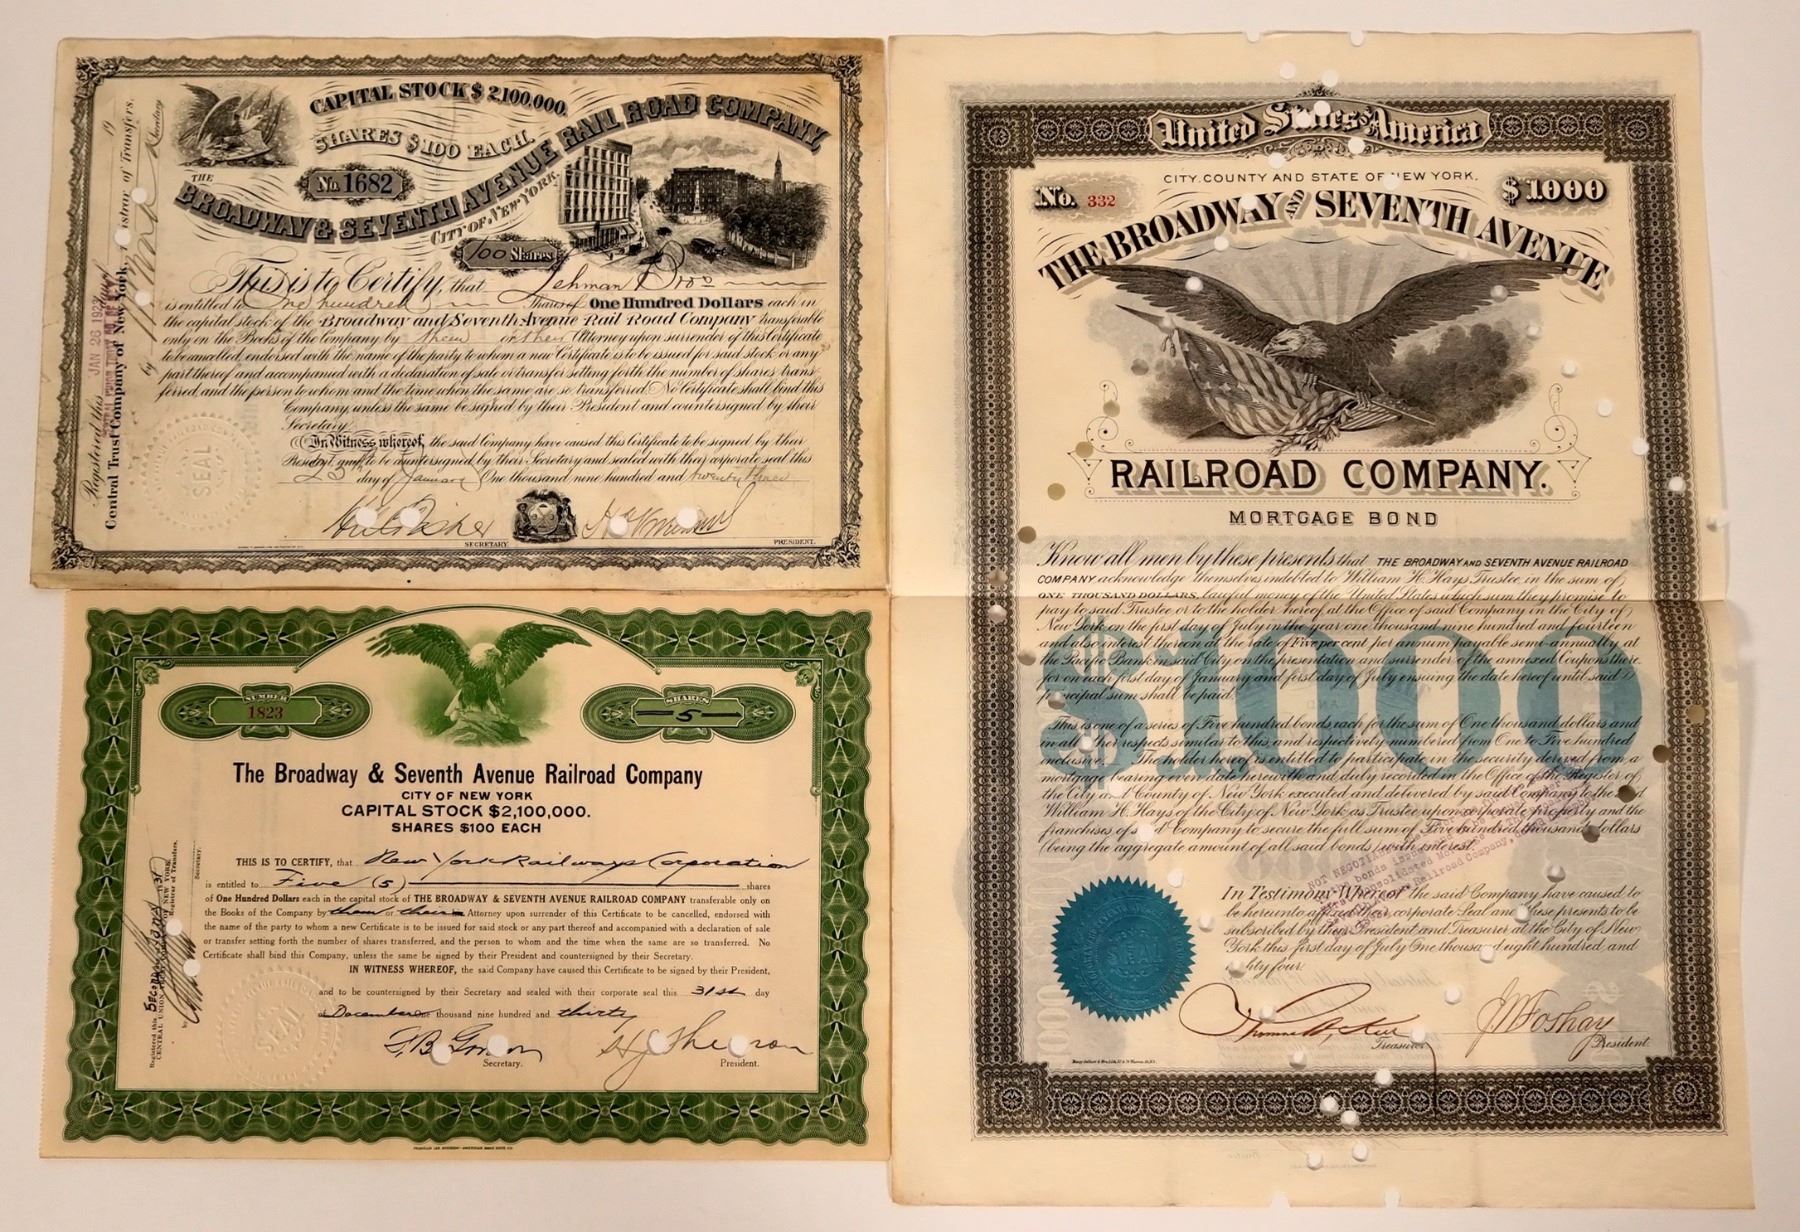 CAPITAL STOCK $ 2,100,000.
SHARES $100 EACH.
No. 1682
THE
BROADWAY & SEVENTH AVENUE RAIL ROAD COMPANY,
CITY OF NEW YORK.
100 Shares
This is to Certify, that Lehman Bros
is entitled to One hundred Shares of One Hundred Dollars each in
the capital stock of the Broadway and Seventh Avenue Rail Road Company transferable
only on the Books of the Company by them or their Attorney upon surrender of this Certificate
to be cancelled, endorsed with the name of the party to whom a new Certificate is to be issued for said stock or any
part thereof and accompanied with a declaration of sale or transfer setting forth the number of shares trans-
ferred, and the person to whom and the time when the same are so transferred. No Certificate shall bind this
Company, unless the same be signed by their President and countersigned by their
Secretary.
In Witness whereof, the said Company have caused this Certificate to be signed by their
President, and to be countersigned by their Secretary and sealed with their corporate seal this
23 day of January One thousand nine hundred and twenty three
SECRETARY
PRESIDENT.
SEAL
Registered this JAN 26 1923 19
Central Trust Company of New York, Registrar of Transfers.
by
NUMBER
1823
SHARES
5
The Broadway & Seventh Avenue Railroad Company
CITY OF NEW YORK
CAPITAL STOCK $2,100,000.
SHARES $100 EACH
THIS IS TO CERTIFY, that New York Railways Corporation
is entitled to Five (5) shares
of One Hundred Dollars each in the capital stock of THE BROADWAY & SEVENTH AVENUE RAILROAD COMPANY transferable only on
the Books of the Company by them or their Attorney upon surrender of this Certificate to be cancelled, endorsed with
the name of the party to whom a new Certificate is to be issued for said stock or any part thereof and accompanied with a declaration of sale
or transfer setting forth the number of shares transferred, and the person to whom and the time when the same are so transferred. No
Certificate shall bind this Company, unless the same be signed by their President and countersigned by their Secretary.
IN WITNESS WHEREOF, the said Company have caused this Certificate to be signed by their President,
and to be countersigned by their Secretary and sealed with their corporate seal this 31st day
of December one thousand nine hundred and thirty
Secretary.
President.
SEAL
Registered this
CENTRAL UNION NEW YORK
Registrar of Transfers.
by Secretary.
United States of America
CITY, COUNTY AND STATE OF NEW YORK.
No. 332
$ 1000
THE BROADWAY AND SEVENTH AVENUE
RAILROAD COMPANY.
MORTGAGE BOND
Know all men by these presents that THE BROADWAY AND SEVENTH AVENUE RAILROAD
COMPANY acknowledge themselves indebted to William H. Hays Trustee, in the sum of
ONE THOUSAND DOLLARS, lawful money of the United States which sum they promise to
pay to said Trustee or to the holder hereof at the Office of said Company in the City of
New York on the first day of July in the year one thousand nine hundred and fourteen
and also interest thereon at the rate of Five per cent per annum payable semi-annually at
the Pacific Bank in said City on the presentation and surrender of the annexed Coupons there-
for on each first day of January and first day of July ensuing the date hereof until said
principal sum shall be paid.
This is one of a series of Five hundred bonds each for the sum of One thousand dollars and
in all other respects similar to this, and respectively numbered from One to Five hundred
inclusive. The holder hereof is entitled to participate in the security derived from a
mortgage bearing even date herewith and duly recorded in the Office of the Register of
the City and County of New York executed and delivered by said Company to the said
William H. Hays of the City of New York as Trustee upon corporate property and the
franchises of said Company to secure the full sum of Five hundred thousand dollars
(being the aggregate amount of all said bonds) with interest.
$1000
In Testimony Whereof the said Company have caused to
be hereunto affixed their corporate Seal and these presents to be
subscribed by their President and Treasurer at the City of New
York this first day of July One thousand eight hundred and
eighty four.
NOT NEGOTIABLE
SEAL
Treasurer
J. W. Foshay
President.